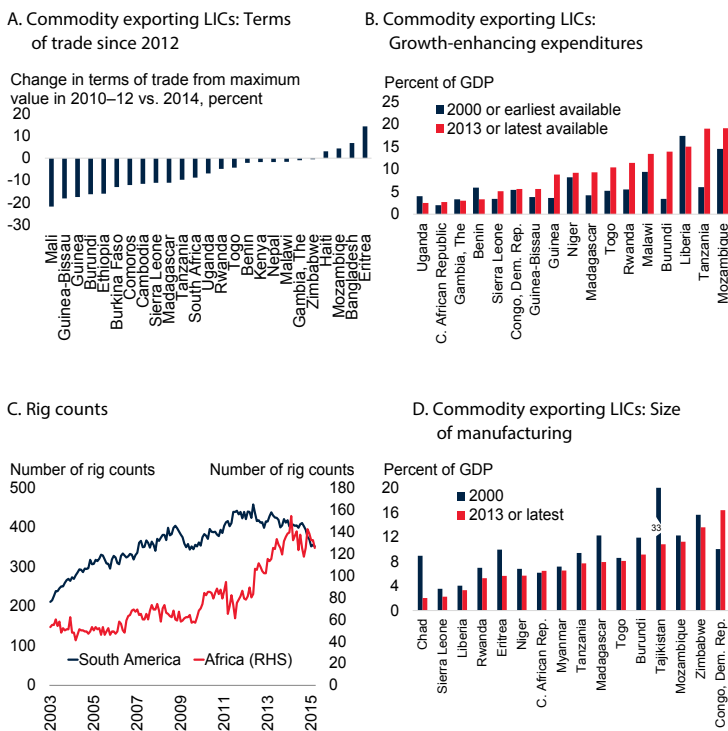 A. Commodity exporting LICs: Terms
of trade since 2012
Change in terms of trade from maximum
value in 2010–12 vs. 2014, percent
20
10
0
-10
-20
-30
Mali
Guinea-Bissau
Guinea
Burundi
Ethiopia
Burkina Faso
Comoros
Cambodia
Sierra Leone
Madagascar
Tanzania
South Africa
Uganda
Rwanda
Togo
Benin
Kenya
Nepal
Malawi
Gambia, The
Zimbabwe
Haiti
Mozambiqe
Bangladesh
Eritrea
B. Commodity exporting LICs:
Growth-enhancing expenditures
Percent of GDP
25
20
15
10
5
0
2000 or earliest available
2013 or latest available
Uganda
C. African Republic
Gambia, The
Benin
Sierra Leone
Congo, Dem. Rep.
Guinea-Bissau
Guinea
Niger
Madagascar
Togo
Rwanda
Malawi
Burundi
Liberia
Tanzania
Mozambique
C. Rig counts
Number of rig counts
Number of rig counts
500
400
300
200
100
0
180
160
140
120
100
80
60
40
20
0
South America
Africa (RHS)
2003
2005
2007
2009
2011
2013
2015
D. Commodity exporting LICs: Size
of manufacturing
Percent of GDP
20
16
12
8
4
0
2000
2013 or latest
33
Chad
Sierra Leone
Liberia
Rwanda
Eritrea
Niger
C. African Rep.
Myanmar
Tanzania
Madagascar
Togo
Burundi
Tajikistan
Mozambique
Zimbabwe
Congo, Dem. Rep.